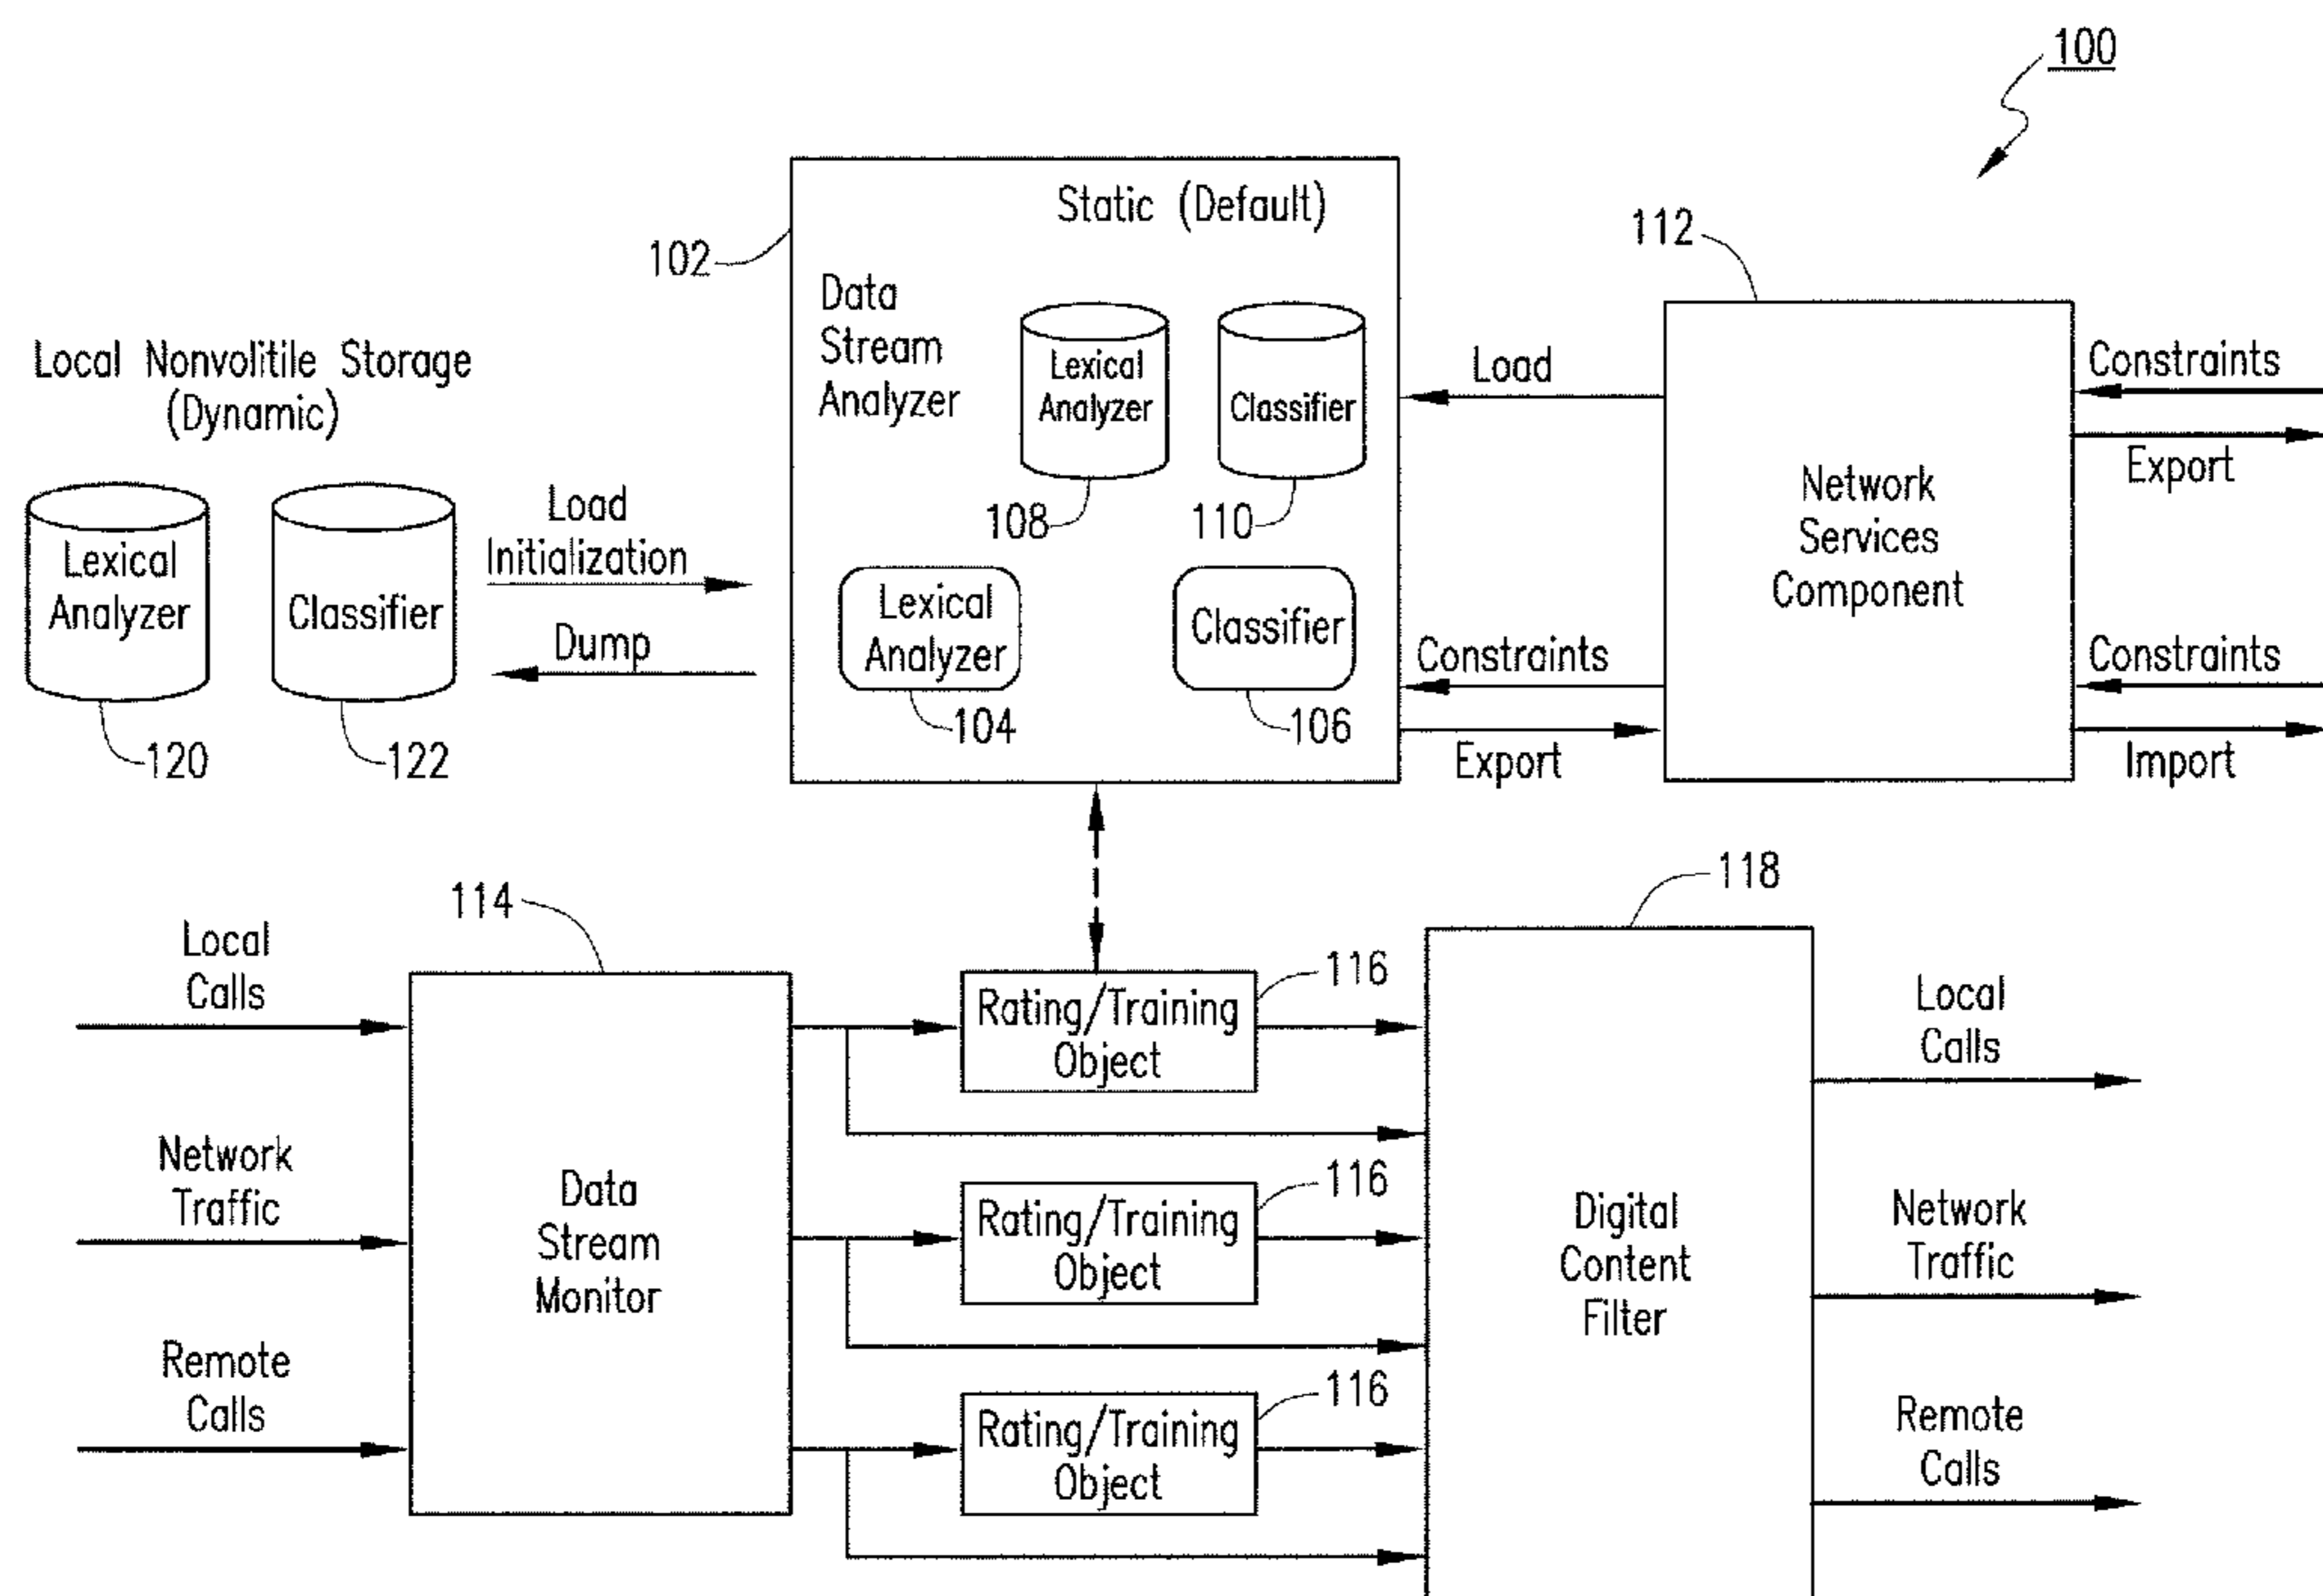 100
Static (Default)
102
Data
Stream
Analyzer
Lexical
Analyzer
Classifier
108
110
Lexical
Analyzer
Classifier
104
106
112
Network
Services
Component
Load
Constraints
Export
Constraints
Export
Constraints
Import
Local Nonvolitile Storage
(Dynamic)
Lexical
Analyzer
Classifier
120
122
Load
Initialization
Dump
114
Local
Calls
Network
Traffic
Remote
Calls
Data
Stream
Monitor
116
Rating/Training
Object
116
Rating/Training
Object
116
Rating/Training
Object
118
Digital
Content
Filter
Local
Calls
Network
Traffic
Remote
Calls